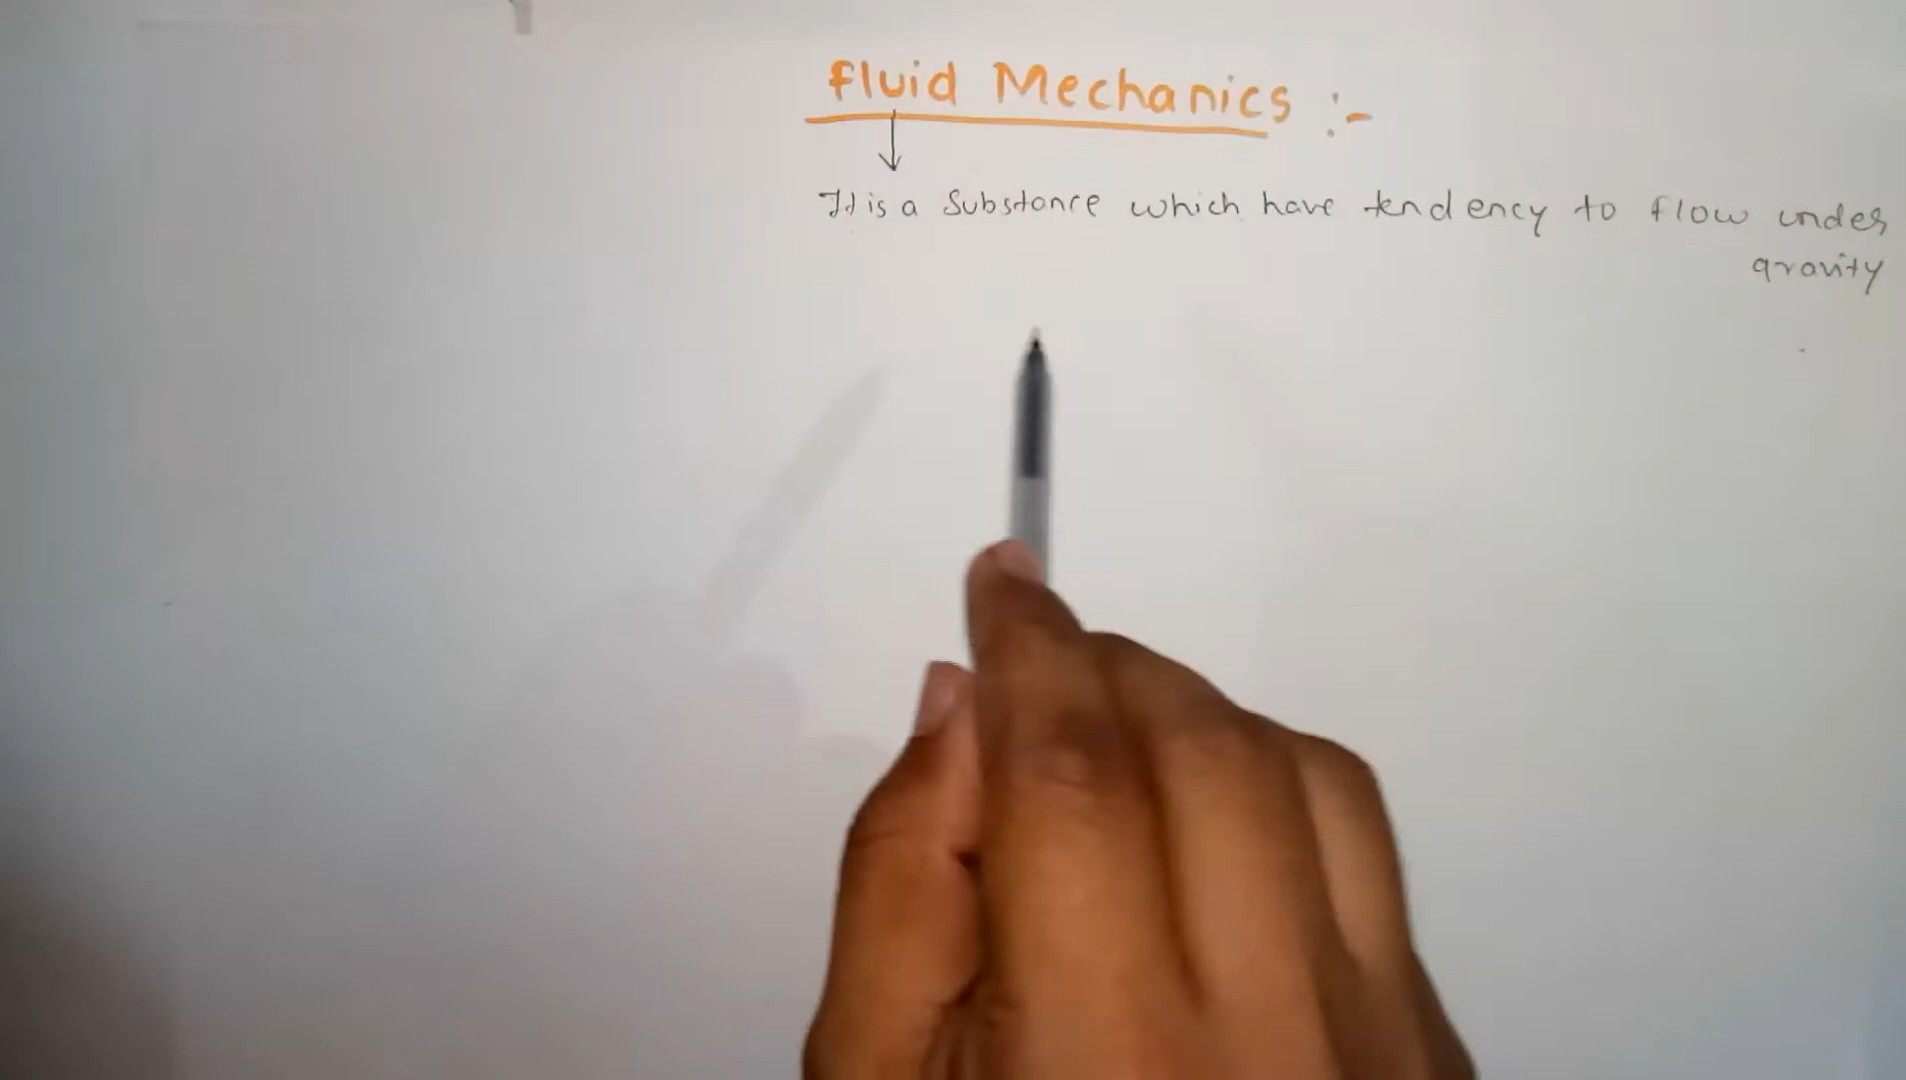 Fluid Mechanics :-
It is a Substance which have tendency to flow under
gravity